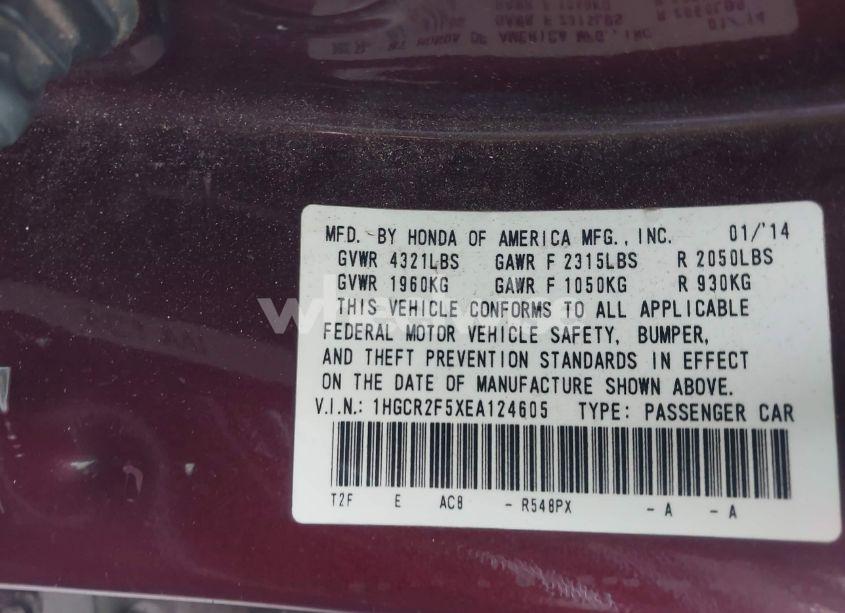 MFD. BY HONDA OF AMERICA MFG., INC. 01/'14
GVWR 4321LBS GAWR F 2315LBS R 2050LBS
GVWR 1960KG GAWR F 1050KG R 930KG
THIS VEHICLE CONFORMS TO ALL APPLICABLE
FEDERAL MOTOR VEHICLE SAFETY, BUMPER,
AND THEFT PREVENTION STANDARDS IN EFFECT
ON THE DATE OF MANUFACTURE SHOWN ABOVE.
V.I.N.: 1HGCR2F5XEA124605 TYPE: PASSENGER CAR
T2F E AC8 - R548PX - A - A